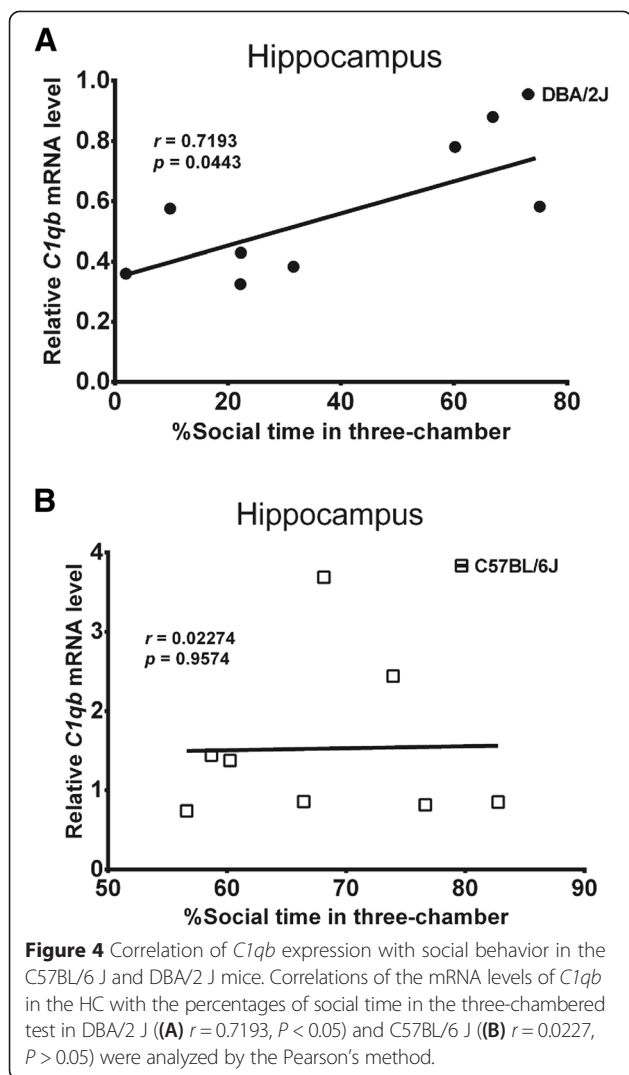 A
Hippocampus
Relative C1qb mRNA level
1.0
0.8
0.6
0.4
0.2
0.0
r = 0.7193
p = 0.0443
DBA/2J
0 20 40 60 80
%Social time in three-chamber
B
Hippocampus
Relative C1qb mRNA level
4
3
2
1
0
r = 0.02274
p = 0.9574
C57BL/6J
50 60 70 80 90
%Social time in three-chamber
Figure 4 Correlation of C1qb expression with social behavior in the
C57BL/6 J and DBA/2 J mice. Correlations of the mRNA levels of C1qb
in the HC with the percentages of social time in the three-chambered
test in DBA/2 J ((A) r = 0.7193, P < 0.05) and C57BL/6 J ((B) r = 0.0227,
P > 0.05) were analyzed by the Pearson's method.